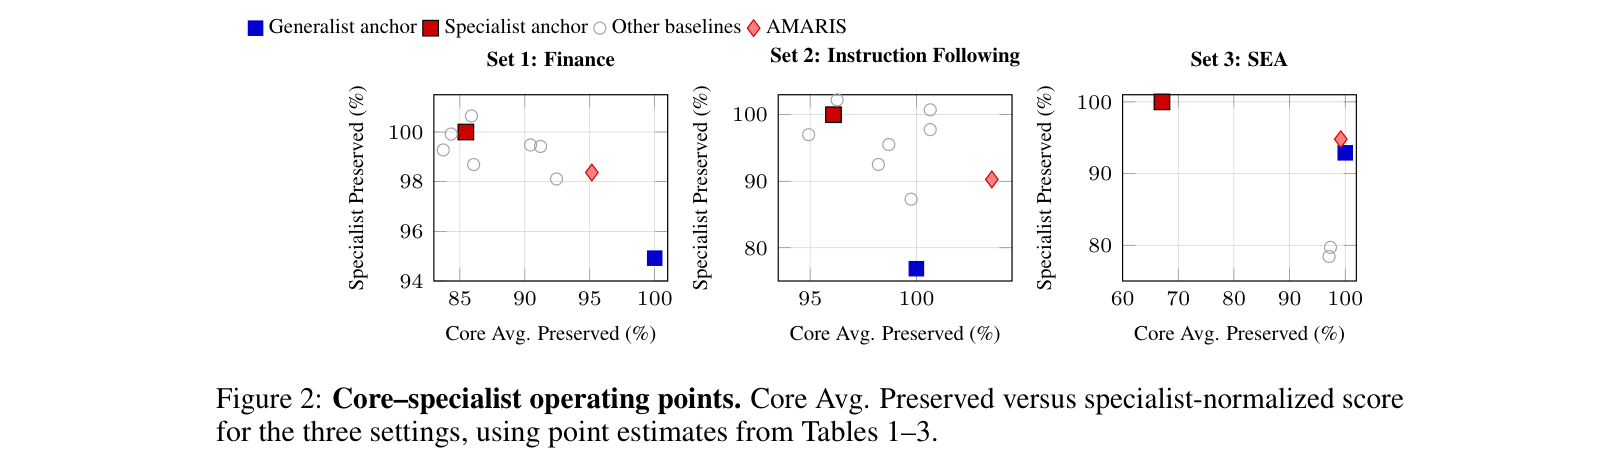 Generalist anchor Specialist anchor Other baselines AMARIS
Set 1: Finance
Specialist Preserved (%)
100
98
96
94
85 90 95 100
Core Avg. Preserved (%)
Set 2: Instruction Following
Specialist Preserved (%)
100
90
80
95 100
Core Avg. Preserved (%)
Set 3: SEA
Specialist Preserved (%)
100
90
80
60 70 80 90 100
Core Avg. Preserved (%)
Figure 2: Core–specialist operating points. Core Avg. Preserved versus specialist-normalized score
for the three settings, using point estimates from Tables 1–3.